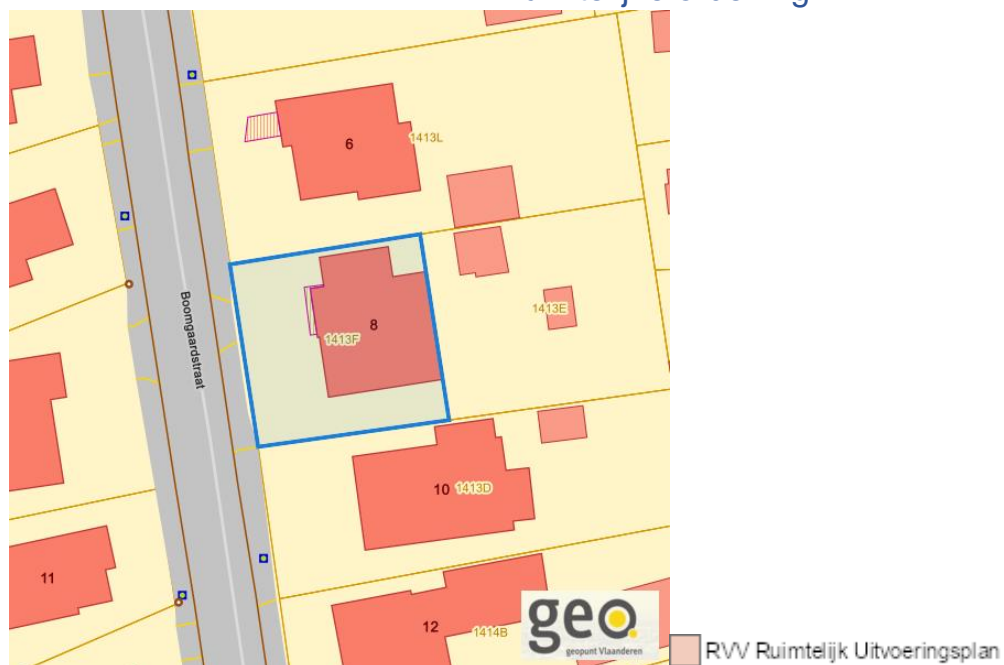 6
1413L
8
1413F
1413E
Boomgaardstraat
10
1413D
11
12
1414B
geo
geopunt Vlaanderen
RVV Ruimtelijk Uitvoeringsplan